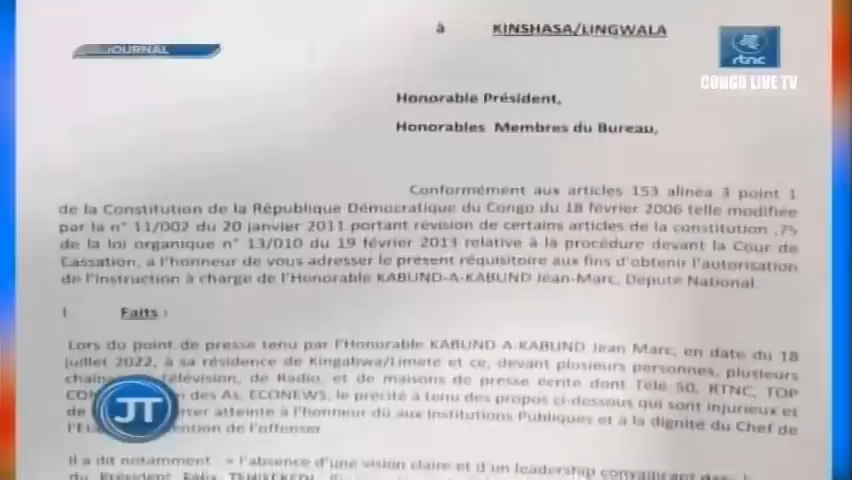 à KINSHASA/LINGWALA
JOURNAL
rtnc
CONGO LIVE TV
Honorable Président,
Honorables Membres du Bureau,
Conformément aux articles 153 alinéa 3 point 1
de la Constitution de la République Démocratique du Congo du 18 février 2006 telle modifiée
par la n° 11/002 du 20 janvier 2011 portant révision de certains articles de la constitution ,75
de la loi organique n° 13/010 du 19 février 2013 relative à la procédure devant la Cour de
Cassation, a l'honneur de vous adresser le présent réquisitoire aux fins d'obtenir l'autorisation
de l'instruction à charge de l'Honorable KABUND-A-KABUND Jean-Marc, Député National.
I. Faits :
Lors du point de presse tenu par l'Honorable KABUND A-KABUND Jean Marc, en date du 18
juillet 2022, à sa résidence de Kingabwa/Limete et ce, devant plusieurs personnes, plusieurs
télévision, de Radio, et de maisons de presse écrite dont Télé 50, RTNC, TOP
des As, ECONEWS, le précité a tenu des propos ci-dessous qui sont injurieux et
de atteinte à l'honneur dû aux Institutions Publiques et à la dignité du Chef de
de l'offenser
JT
Il a dit notamment « l'absence d'une vision claire et d'un leadership
du Président Félix